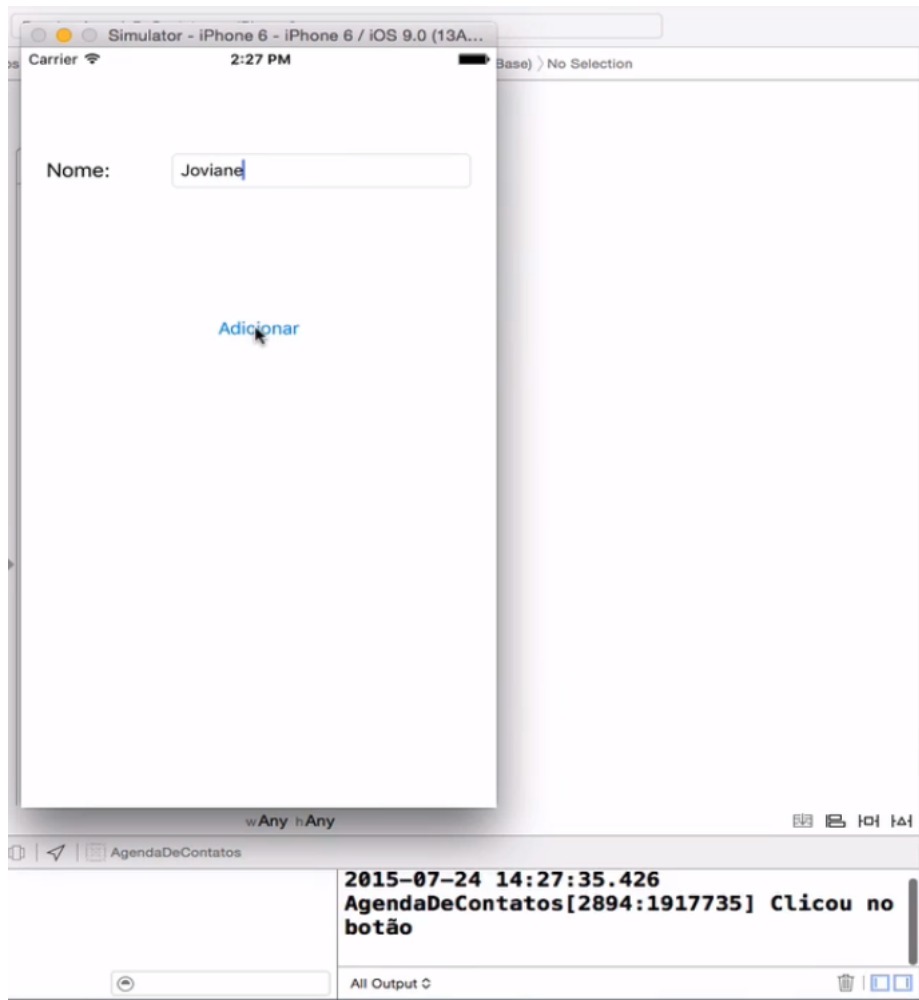 Simulator - iPhone 6 - iPhone 6 / iOS 9.0 (13A...
Carrier 2:27 PM
Base) 〉No Selection
Nome: Joviane
Adicionar
wAny hAny
AgendaDeContatos
2015-07-24 14:27:35.426
AgendaDeContatos[2894:1917735] Clicou no
botão
All Output